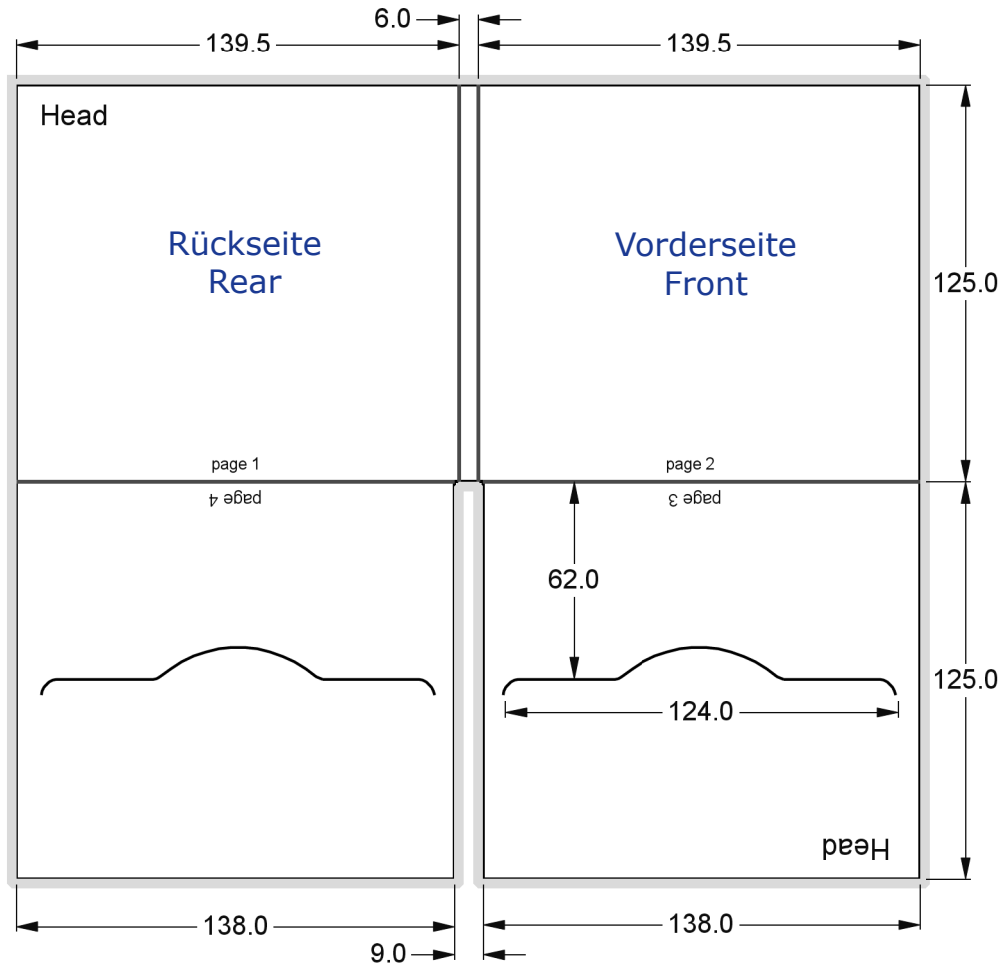 6.0
139.5
139.5
Head
Rückseite
Rear
Vorderseite
Front
125.0
page 1
page 2
page 4
page 3
62.0
125.0
124.0
Head
138.0
138.0
9.0